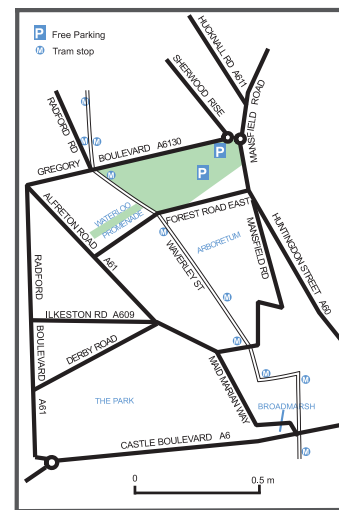 P Free Parking
M Tram stop
HUCKNALL RD A611
SHERWOOD RISE
MANSFIELD ROAD
RADFORD RD
M
M M
GREGORY BOULEVARD A6130
P
P
M
M
ALFRETON ROAD
A61
WATERLOO
PROMENADE
FOREST ROAD EAST
M
ARBORETUM
WAVERLEY ST
MANSFIELD RD
HUNTINGDON STREET
A60
RADFORD
BOULEVARD
A61
M
ILKESTON RD A609
DERBY ROAD
M
MAID MARIAN WAY
M
M
THE PARK
BROADMARSH
CASTLE BOULEVARD A6
M
0 0.5 m